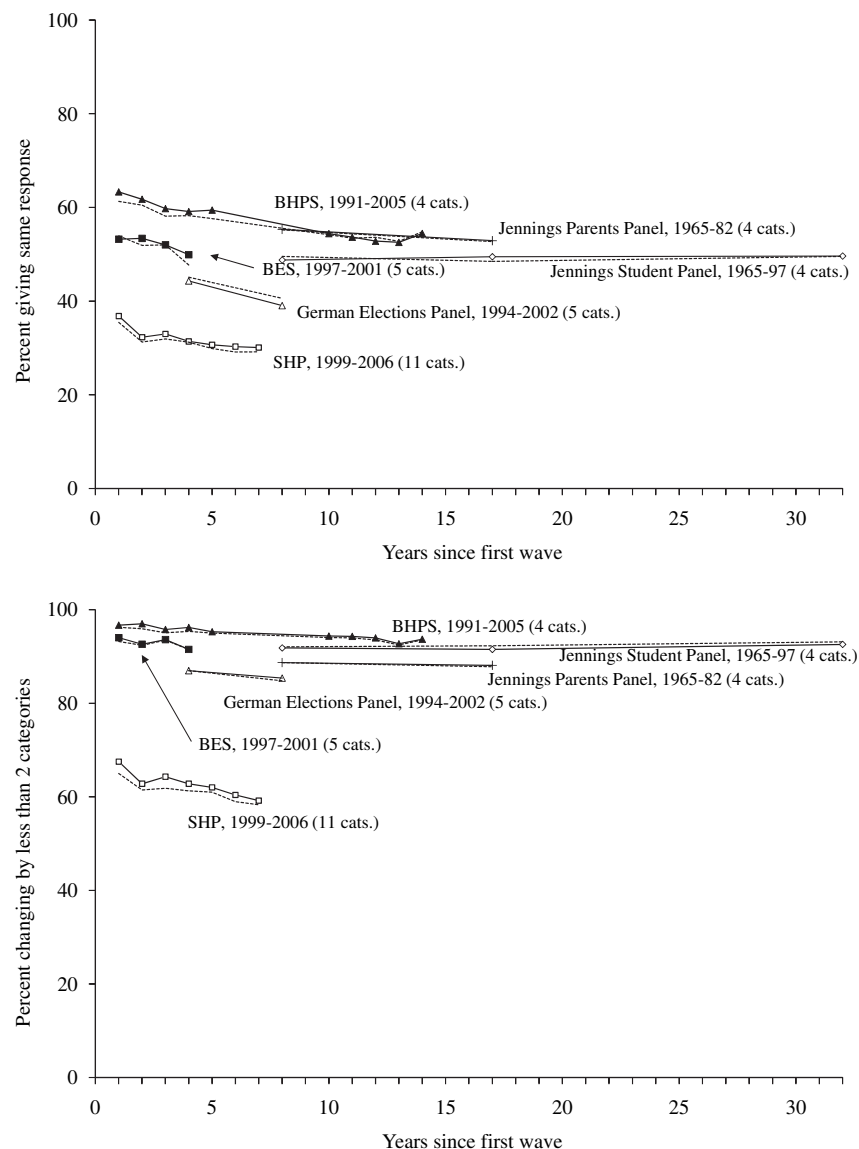 100
80
60
40
20
0
Percent giving same response
BHPS, 1991-2005 (4 cats.)
Jennings Parents Panel, 1965-82 (4 cats.)
BES, 1997-2001 (5 cats.)
Jennings Student Panel, 1965-97 (4 cats.)
German Elections Panel, 1994-2002 (5 cats.)
SHP, 1999-2006 (11 cats.)
0 5 10 15 20 25 30
Years since first wave
100
80
60
40
20
0
Percent changing by less than 2 categories
BHPS, 1991-2005 (4 cats.)
Jennings Student Panel, 1965-97 (4 cats.)
Jennings Parents Panel, 1965-82 (4 cats.)
German Elections Panel, 1994-2002 (5 cats.)
BES, 1997-2001 (5 cats.)
SHP, 1999-2006 (11 cats.)
0 5 10 15 20 25 30
Years since first wave